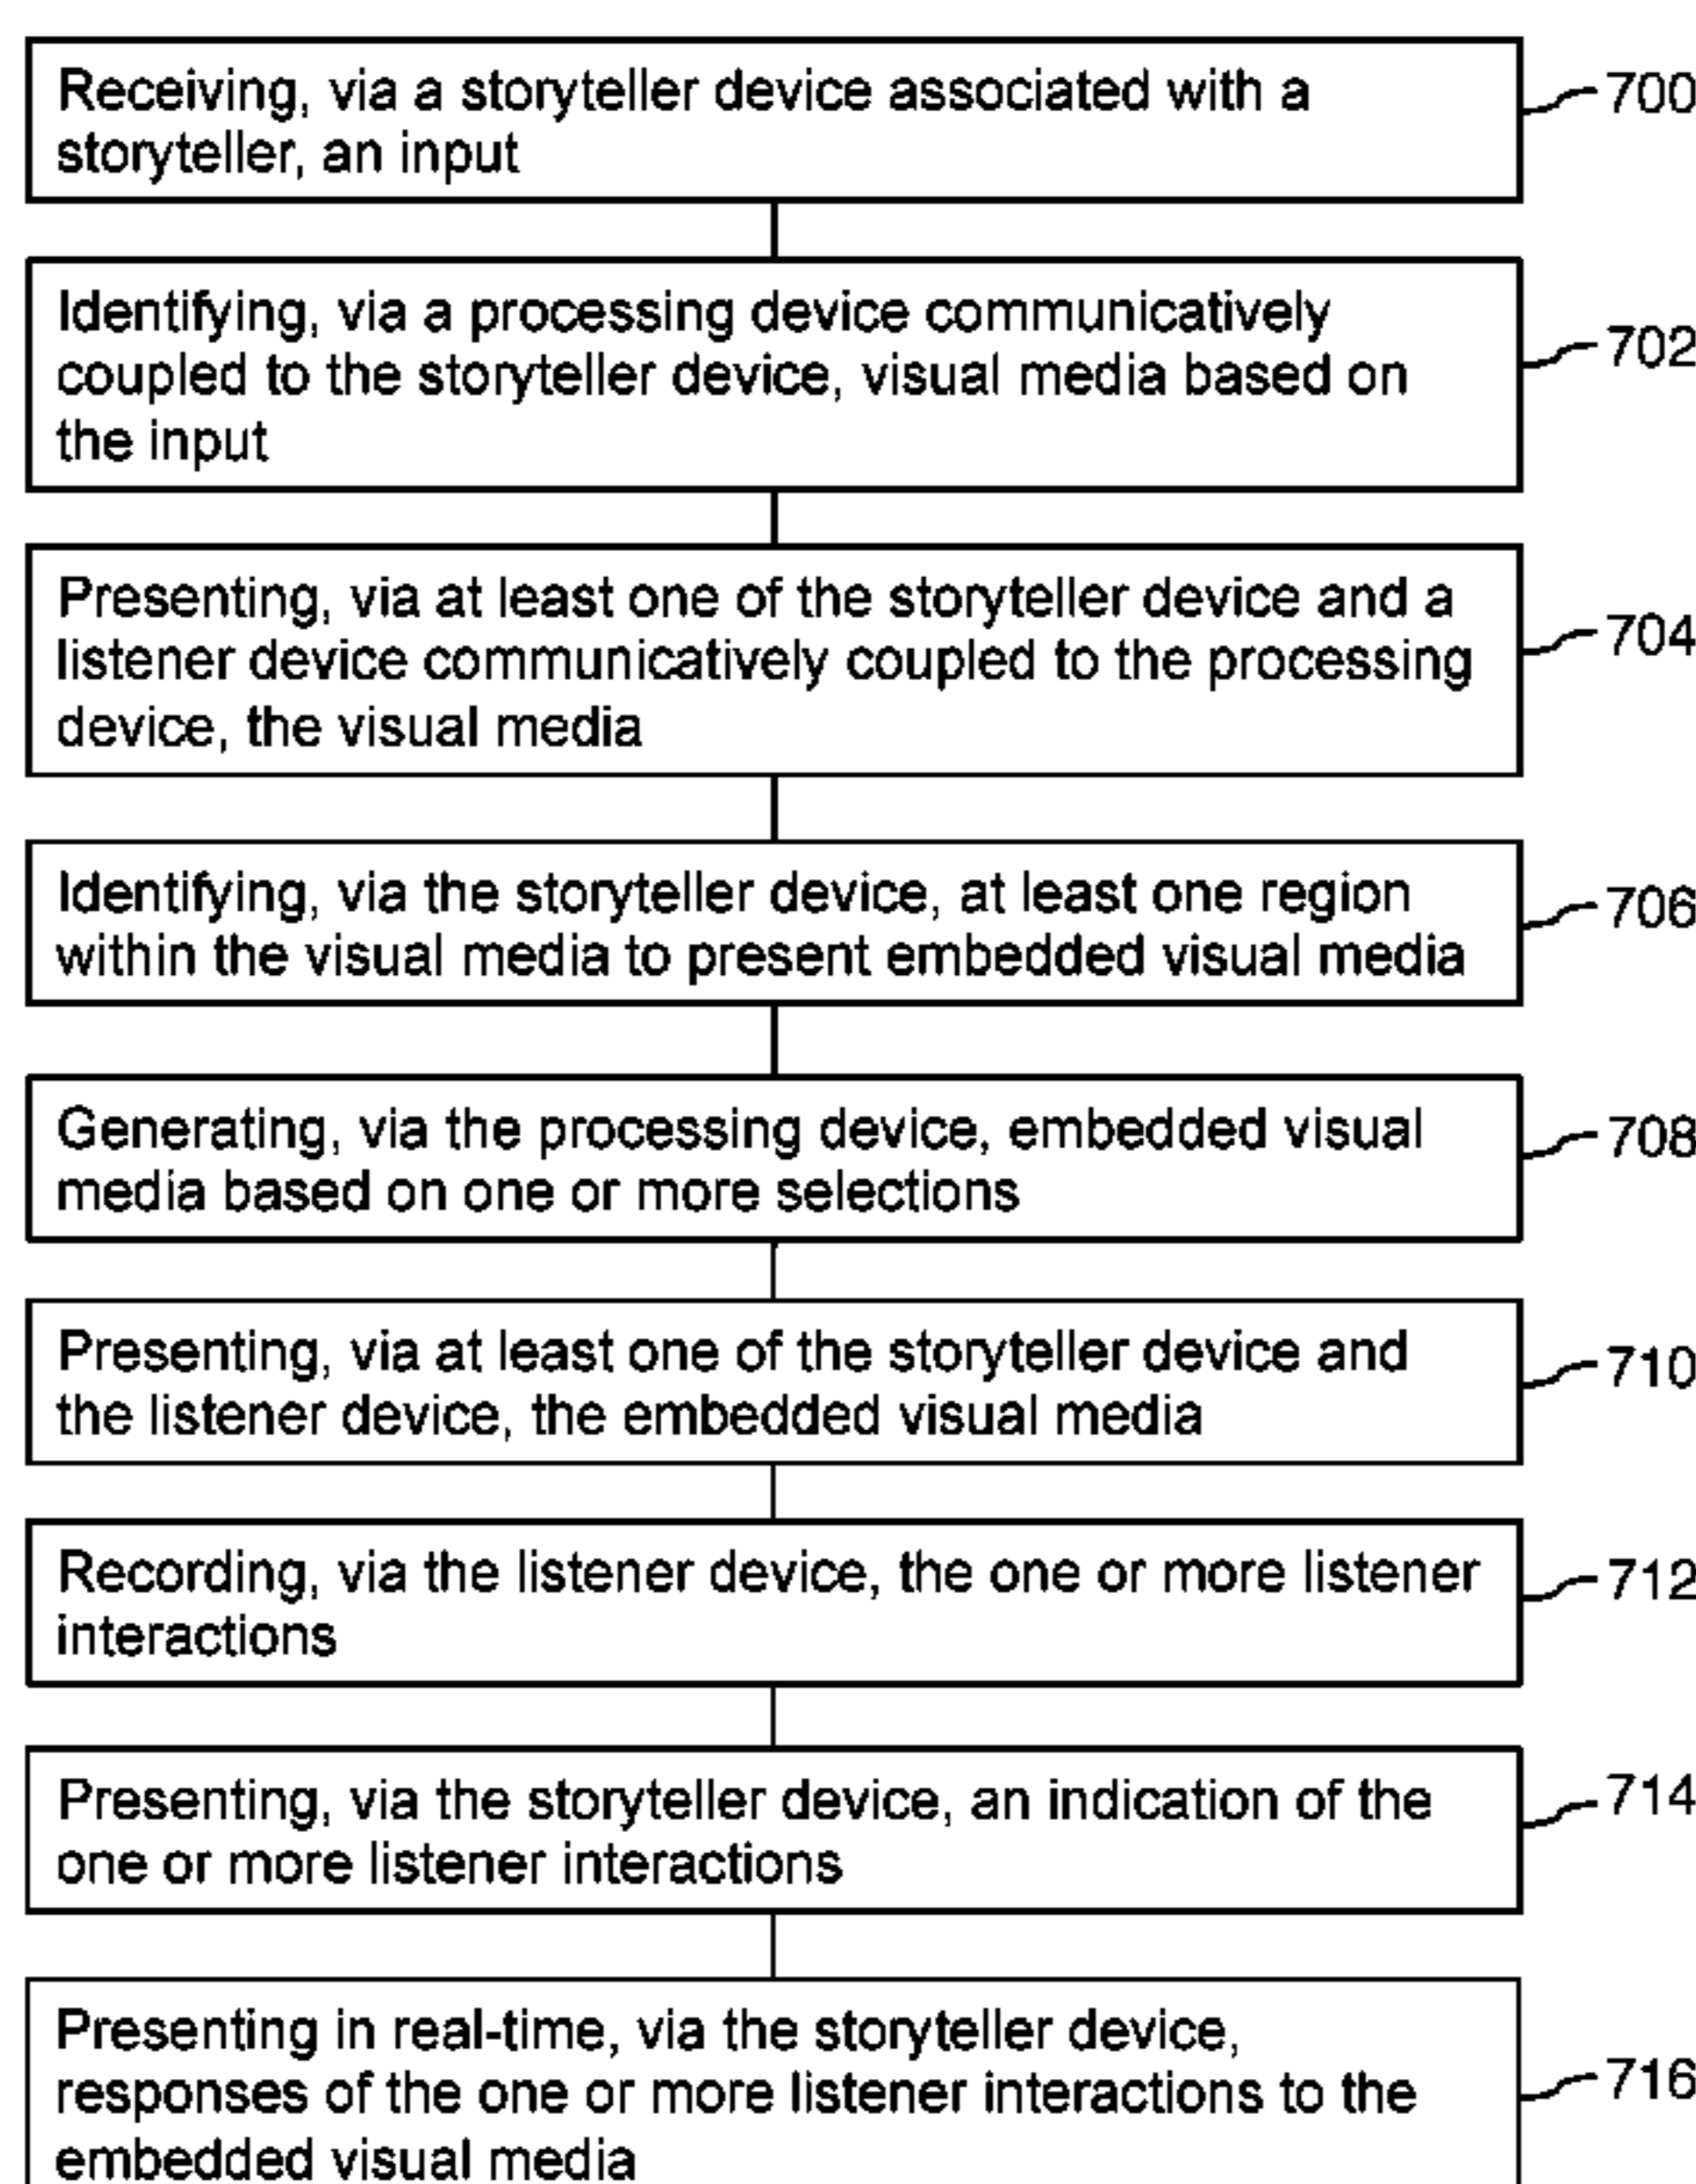 Receiving, via a storyteller device associated with a
storyteller, an input
700
Identifying, via a processing device communicatively
coupled to the storyteller device, visual media based on
the input
702
Presenting, via at least one of the storyteller device and a
listener device communicatively coupled to the processing
device, the visual media
704
Identifying, via the storyteller device, at least one region
within the visual media to present embedded visual media
706
Generating, via the processing device, embedded visual
media based on one or more selections
708
Presenting, via at least one of the storyteller device and
the listener device, the embedded visual media
710
Recording, via the listener device, the one or more listener
interactions
712
Presenting, via the storyteller device, an indication of the
one or more listener interactions
714
Presenting in real-time, via the storyteller device,
responses of the one or more listener interactions to the
embedded visual media
716